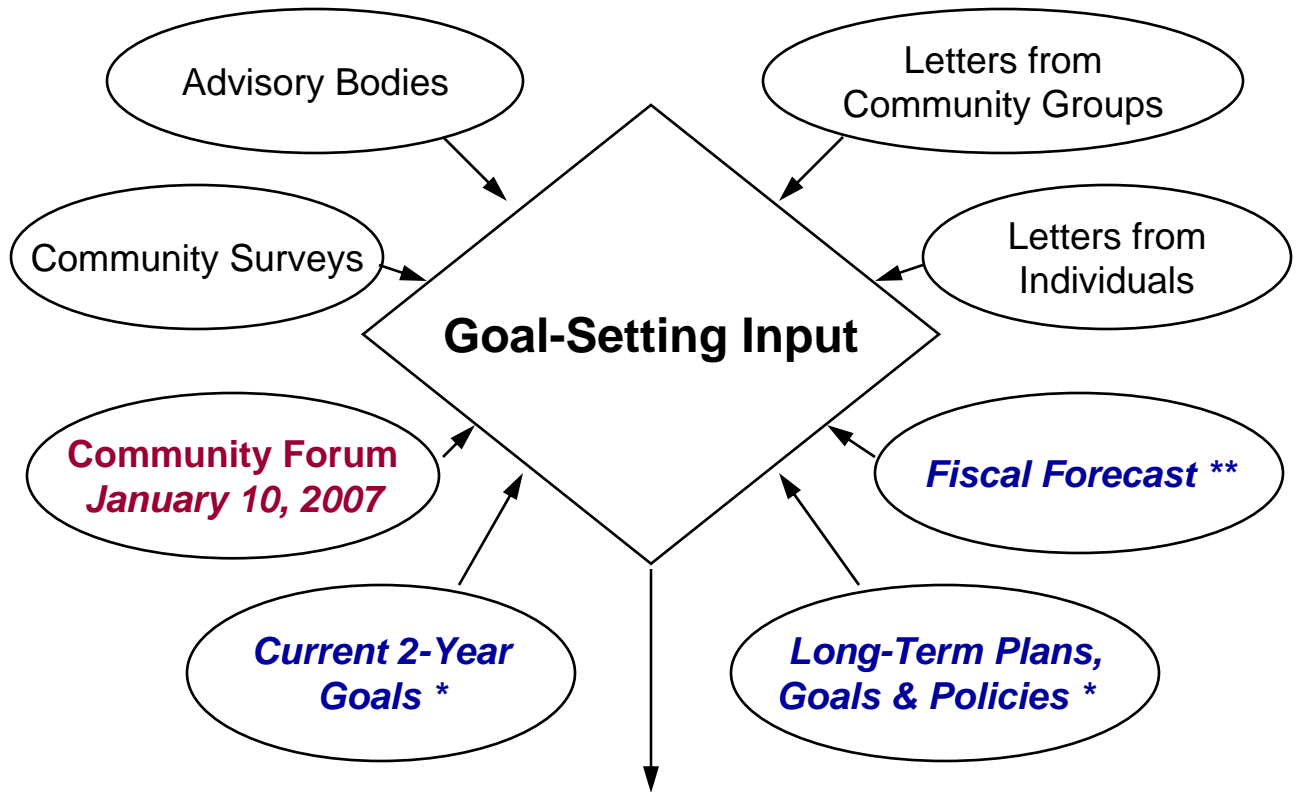 Advisory Bodies
Letters from
Community Groups
Community Surveys
Letters from
Individuals
Goal-Setting Input
Community Forum
January 10, 2007
Fiscal Forecast **
Current 2-Year
Goals *
Long-Term Plans,
Goals & Policies *